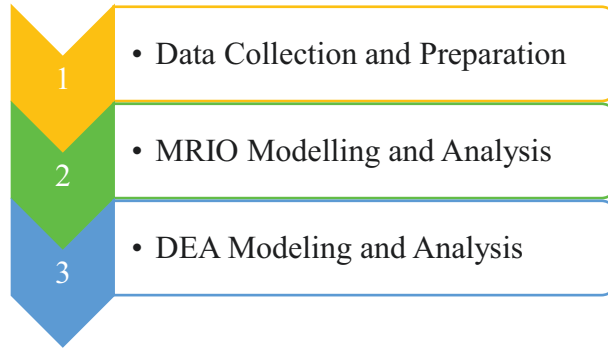 1
• Data Collection and Preparation
2
• MRIO Modelling and Analysis
3
• DEA Modeling and Analysis